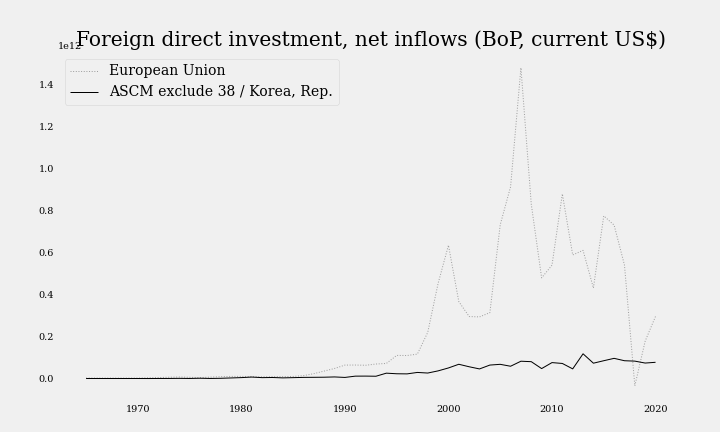 Foreign direct investment, net inflows (BoP, current US$)
1e12
European Union
ASCM exclude 38 / Korea, Rep.
1.4
1.2
1.0
0.8
0.6
0.4
0.2
0.0
1970 1980 1990 2000 2010 2020